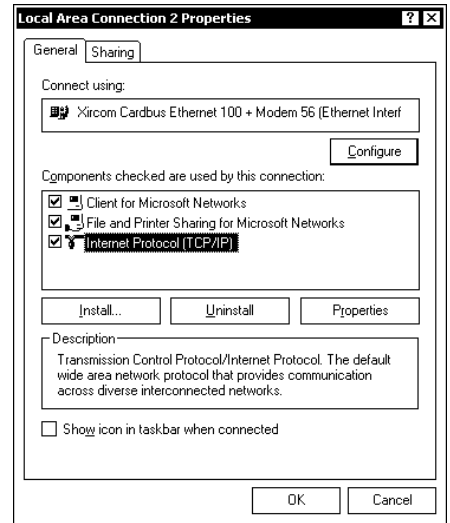 Local Area Connection 2 Properties
General Sharing
Connect using:
Xircom Cardbus Ethernet 100 + Modem 56 (Ethernet Interf
Configure
Components checked are used by this connection:
Client for Microsoft Networks
File and Printer Sharing for Microsoft Networks
Internet Protocol (TCP/IP)
Install... Uninstall Properties
Description
Transmission Control Protocol/Internet Protocol. The default
wide area network protocol that provides communication
across diverse interconnected networks.
Show icon in taskbar when connected
OK Cancel